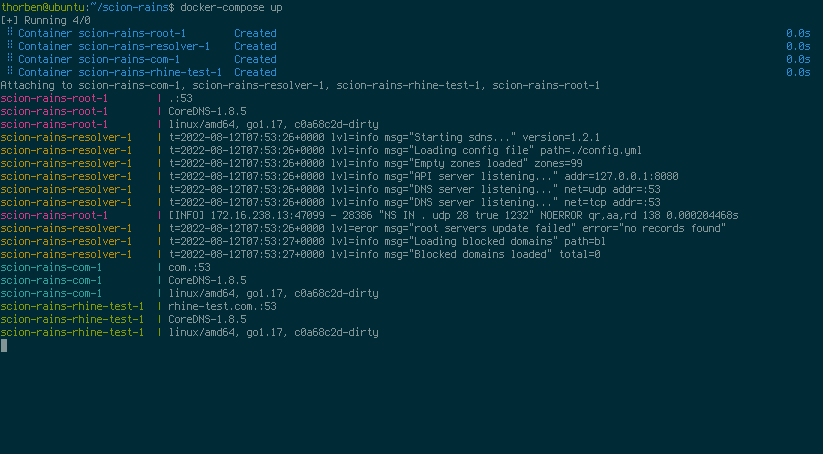 thorben@ubuntu:~/scion-rains$ docker-compose up
[+] Running 4/0
⠿ Container scion-rains-root-1 Created 0.0s
⠿ Container scion-rains-resolver-1 Created 0.0s
⠿ Container scion-rains-com-1 Created 0.0s
⠿ Container scion-rains-rhine-test-1 Created 0.0s
Attaching to scion-rains-com-1, scion-rains-resolver-1, scion-rains-rhine-test-1, scion-rains-root-1
scion-rains-root-1 | .:53
scion-rains-root-1 | CoreDNS-1.8.5
scion-rains-root-1 | linux/amd64, go1.17, c0a68c2d-dirty
scion-rains-resolver-1 | t=2022-08-12T07:53:26+0000 lvl=info msg="Starting sdns..." version=1.2.1
scion-rains-resolver-1 | t=2022-08-12T07:53:26+0000 lvl=info msg="Loading config file" path=./config.yml
scion-rains-resolver-1 | t=2022-08-12T07:53:26+0000 lvl=info msg="Empty zones loaded" zones=99
scion-rains-resolver-1 | t=2022-08-12T07:53:26+0000 lvl=info msg="API server listening..." addr=127.0.0.1:8080
scion-rains-resolver-1 | t=2022-08-12T07:53:26+0000 lvl=info msg="DNS server listening..." net=udp addr=:53
scion-rains-resolver-1 | t=2022-08-12T07:53:26+0000 lvl=info msg="DNS server listening..." net=tcp addr=:53
scion-rains-root-1 | [INFO] 172.16.238.13:47099 - 28386 "NS IN . udp 28 true 1232" NOERROR qr,aa,rd 138 0.000204468s
scion-rains-resolver-1 | t=2022-08-12T07:53:26+0000 lvl=eror msg="root servers update failed" error="no records found"
scion-rains-resolver-1 | t=2022-08-12T07:53:27+0000 lvl=info msg="Loading blocked domains" path=bl
scion-rains-resolver-1 | t=2022-08-12T07:53:27+0000 lvl=info msg="Blocked domains loaded" total=0
scion-rains-com-1 | com.:53
scion-rains-com-1 | CoreDNS-1.8.5
scion-rains-com-1 | linux/amd64, go1.17, c0a68c2d-dirty
scion-rains-rhine-test-1 | rhine-test.com.:53
scion-rains-rhine-test-1 | CoreDNS-1.8.5
scion-rains-rhine-test-1 | linux/amd64, go1.17, c0a68c2d-dirty